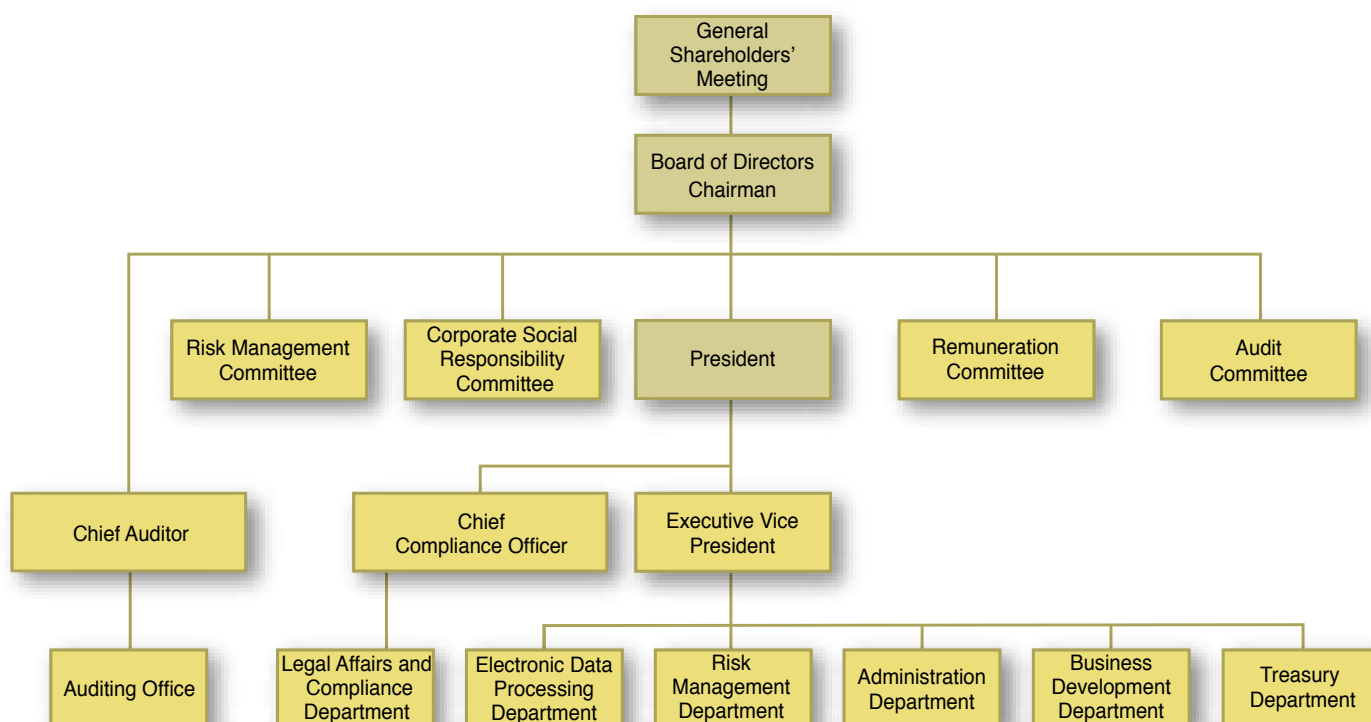 General
Shareholders’
Meeting
Board of Directors
Chairman
Risk Management
Committee
Corporate Social
Responsibility
Committee
President
Remuneration
Committee
Audit
Committee
Chief Auditor
Chief
Compliance Officer
Executive Vice
President
Auditing Office
Legal Affairs and
Compliance
Department
Electronic Data
Processing
Department
Risk
Management
Department
Administration
Department
Business
Development
Department
Treasury
Department